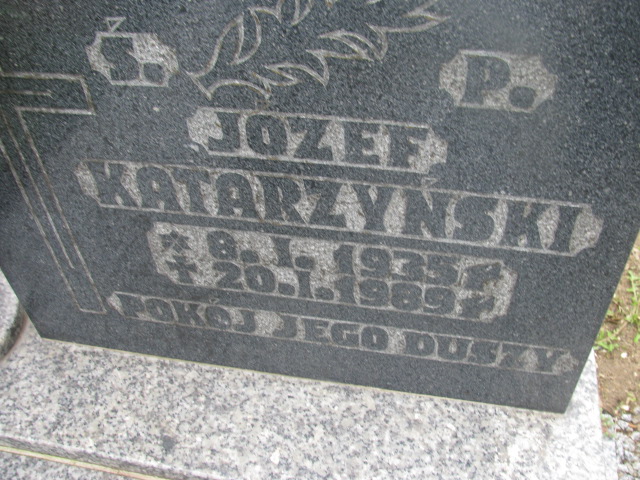 Ś. P.
JÓZEF
KATARZYŃSKI
* 8.I.1935 r.
† 20.I.1989 r.
POKÓJ JEGO DUSZY